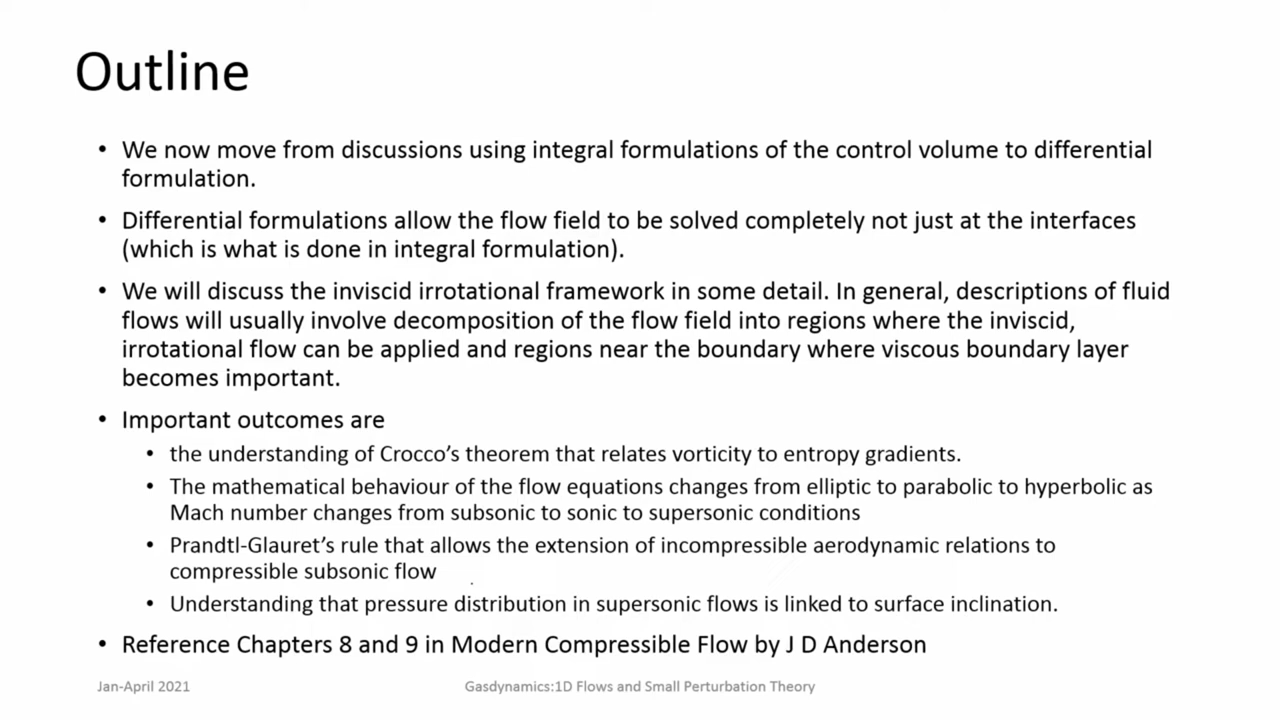 Outline
• We now move from discussions using integral formulations of the control volume to differential
formulation.
• Differential formulations allow the flow field to be solved completely not just at the interfaces
(which is what is done in integral formulation).
• We will discuss the inviscid irrotational framework in some detail. In general, descriptions of fluid
flows will usually involve decomposition of the flow field into regions where the inviscid,
irrotational flow can be applied and regions near the boundary where viscous boundary layer
becomes important.
• Important outcomes are
• the understanding of Crocco's theorem that relates vorticity to entropy gradients.
• The mathematical behaviour of the flow equations changes from elliptic to parabolic to hyperbolic as
Mach number changes from subsonic to sonic to supersonic conditions
• Prandtl-Glauret's rule that allows the extension of incompressible aerodynamic relations to
compressible subsonic flow
• Understanding that pressure distribution in supersonic flows is linked to surface inclination.
• Reference Chapters 8 and 9 in Modern Compressible Flow by J D Anderson
Jan-April 2021
Gasdynamics:1D Flows and Small Perturbation Theory